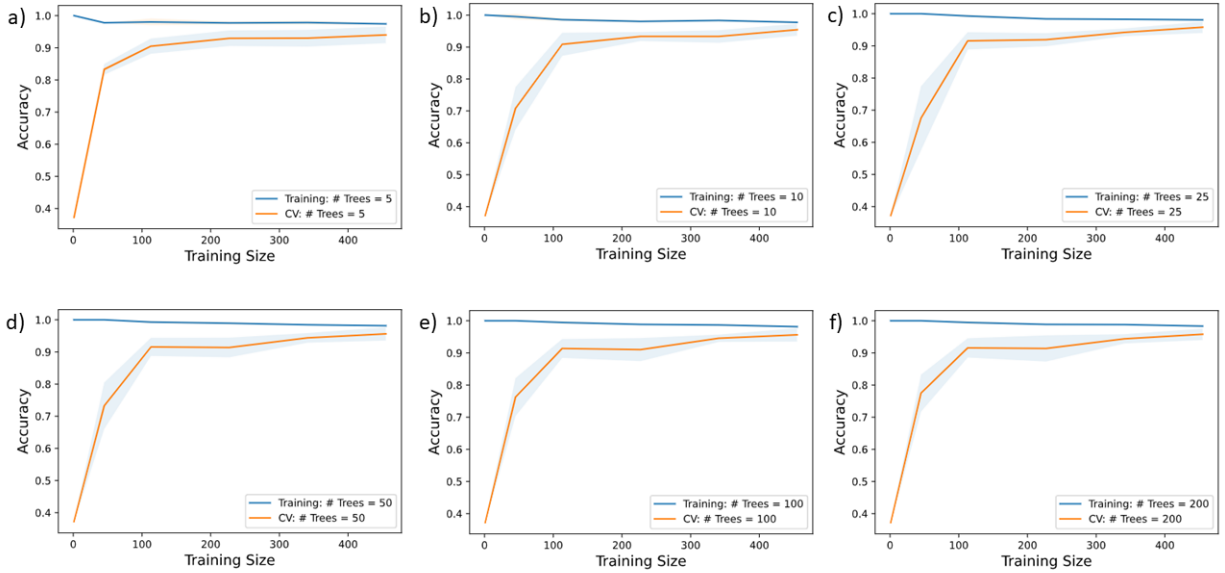 a)
1.0
0.9
0.8
0.7
0.6
0.5
0.4
Accuracy
0
100
200
300
400
Training Size
Training: # Trees = 5
CV: # Trees = 5
b)
1.0
0.9
0.8
0.7
0.6
0.5
0.4
Accuracy
0
100
200
300
400
Training Size
Training: # Trees = 10
CV: # Trees = 10
c)
1.0
0.9
0.8
0.7
0.6
0.5
0.4
Accuracy
0
100
200
300
400
Training Size
Training: # Trees = 25
CV: # Trees = 25
d)
1.0
0.9
0.8
0.7
0.6
0.5
0.4
Accuracy
0
100
200
300
400
Training Size
Training: # Trees = 50
CV: # Trees = 50
e)
1.0
0.9
0.8
0.7
0.6
0.5
0.4
Accuracy
0
100
200
300
400
Training Size
Training: # Trees = 100
CV: # Trees = 100
f)
1.0
0.9
0.8
0.7
0.6
0.5
0.4
Accuracy
0
100
200
300
400
Training Size
Training: # Trees = 200
CV: # Trees = 200